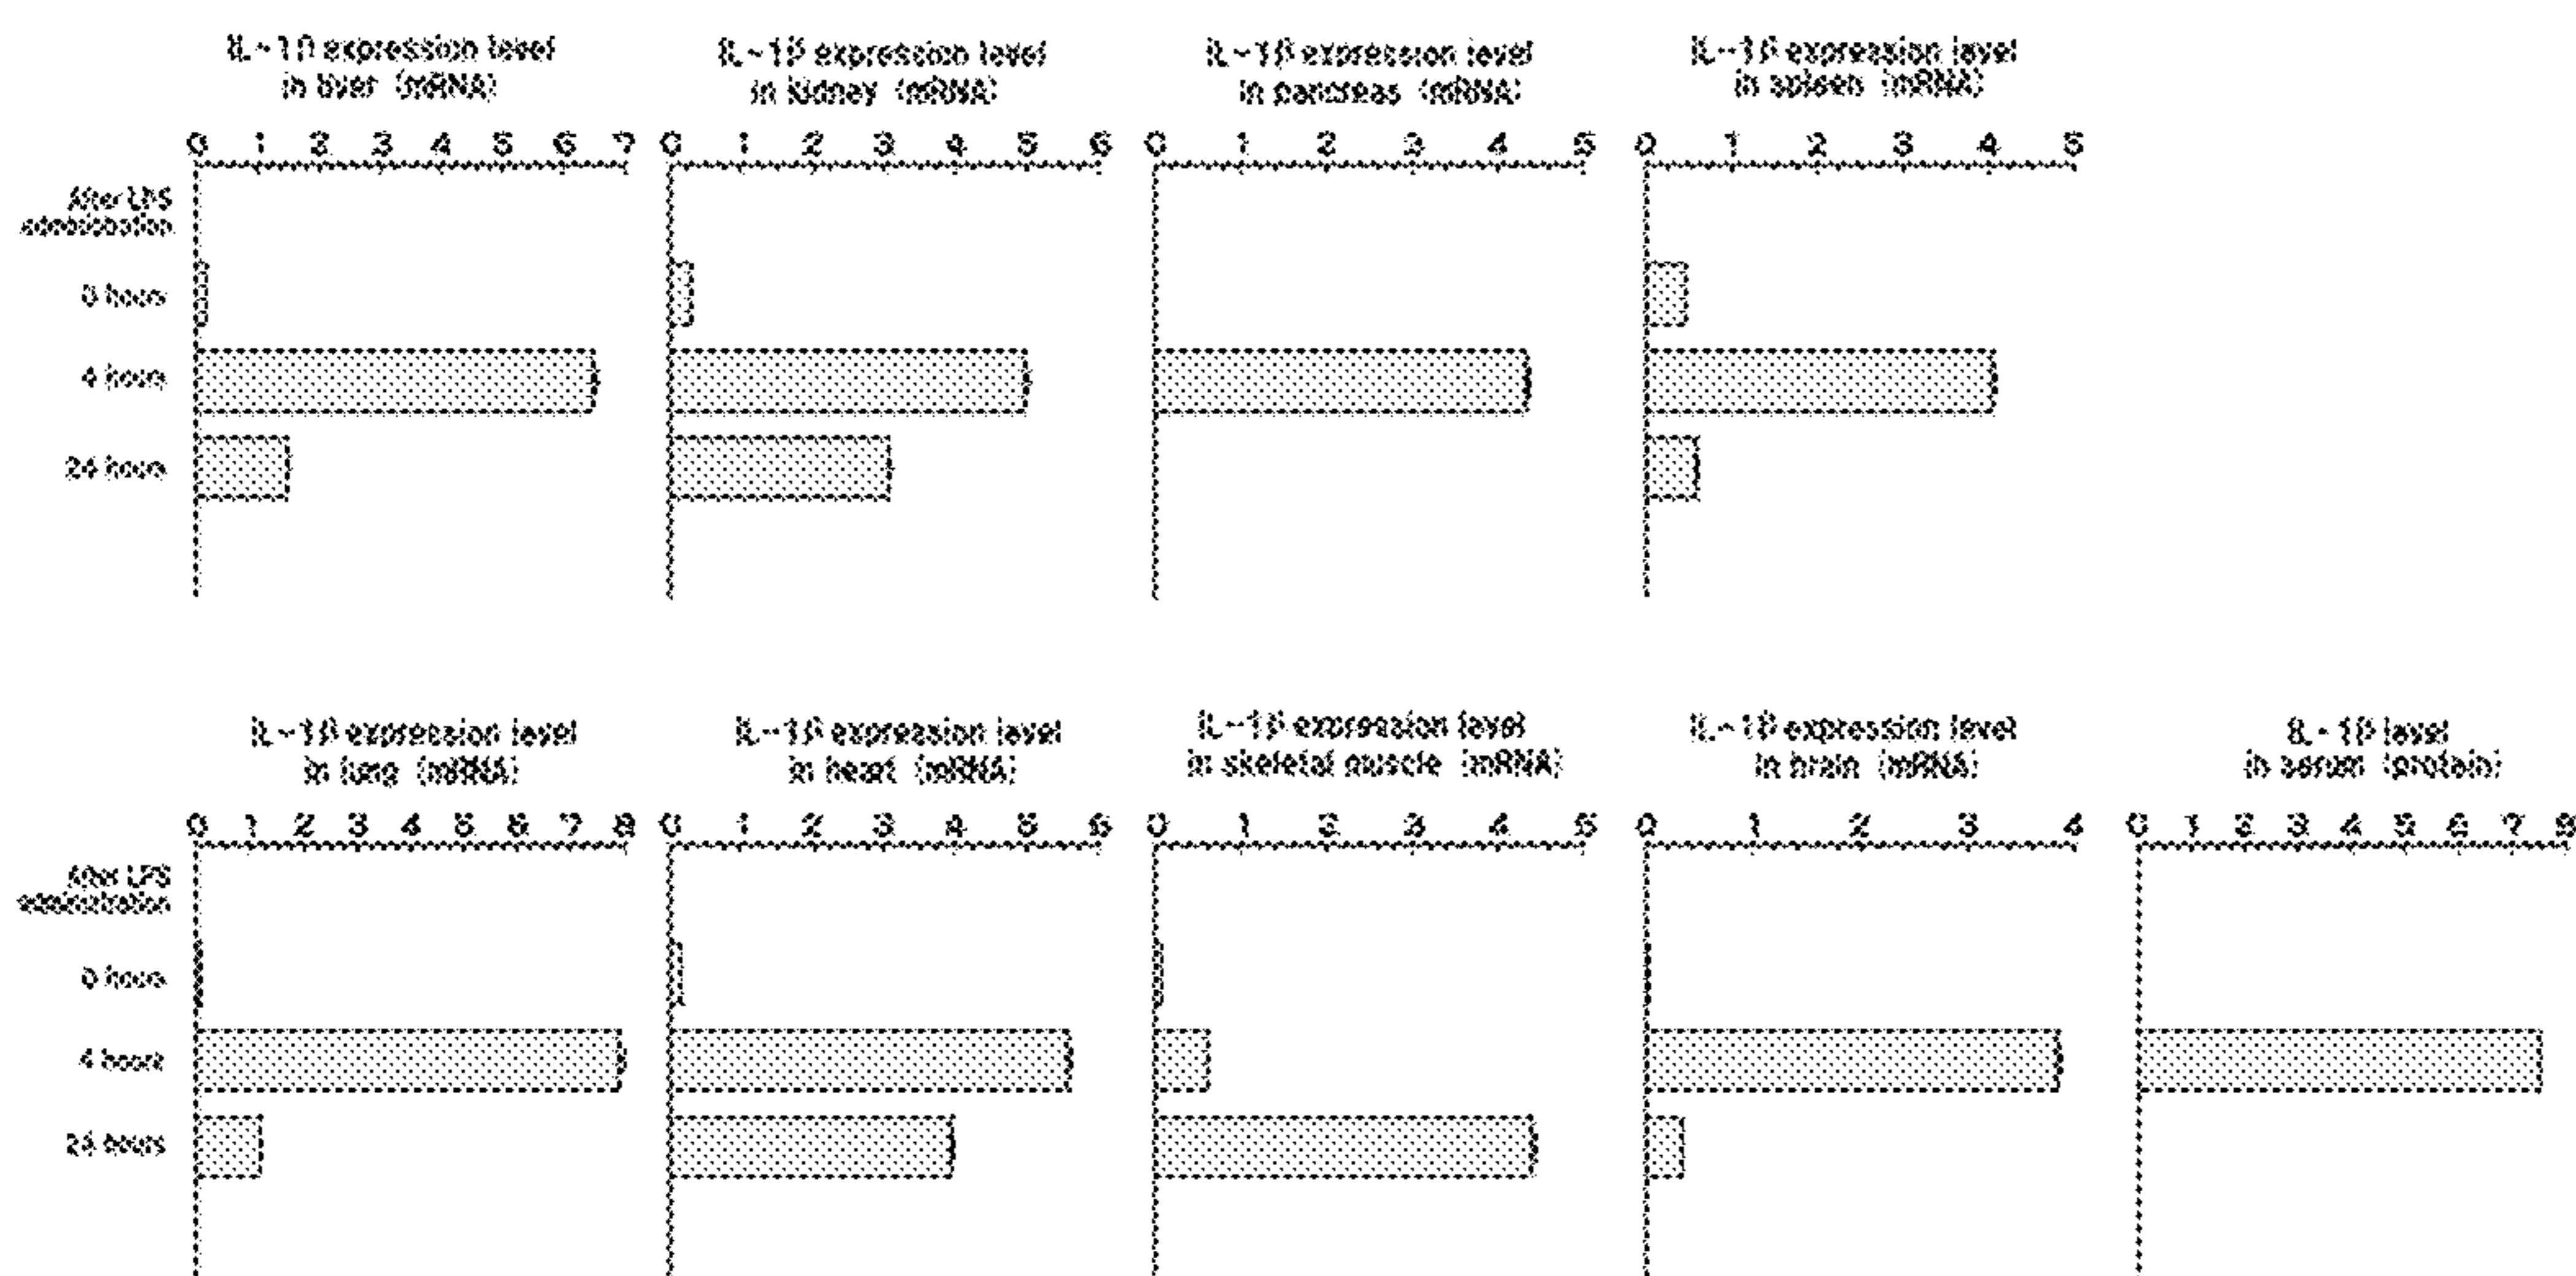 IL-1β expression level
in liver (mRNA)
IL-1β expression level
in kidney (mRNA)
IL-1β expression level
in pancreas (mRNA)
IL-1β expression level
in spleen (mRNA)
0 1 2 3 4 5 6 7
0 1 2 3 4 5 6
0 1 2 3 4 5
0 1 2 3 4 5
After LPS
administration
0 hours
4 hours
24 hours
IL-1β expression level
in lung (mRNA)
IL-1β expression level
in heart (mRNA)
IL-1β expression level
in skeletal muscle (mRNA)
IL-1β expression level
in brain (mRNA)
IL-1β level
in serum (protein)
0 1 2 3 4 5 6 7 8
0 1 2 3 4 5 6
0 1 2 3 4 5
0 1 2 3 4
0 1 2 3 4 5 6 7 8
After LPS
administration
0 hours
4 hours
24 hours